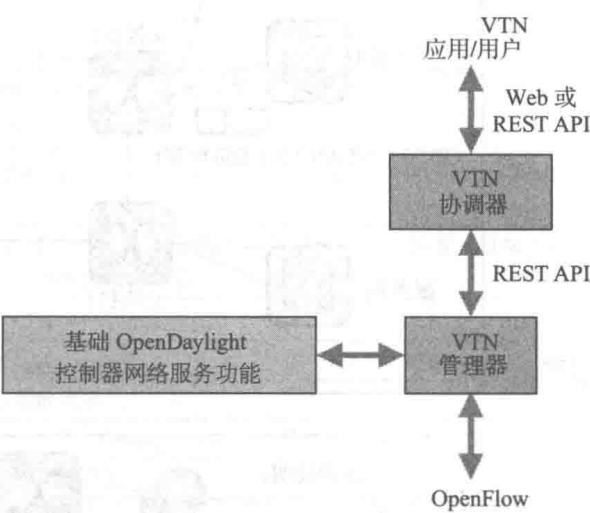 VTN
应用/用户
Web 或
REST API
VTN
协调器
REST API
基础 OpenDaylight
控制器网络服务功能
VTN
管理器
OpenFlow